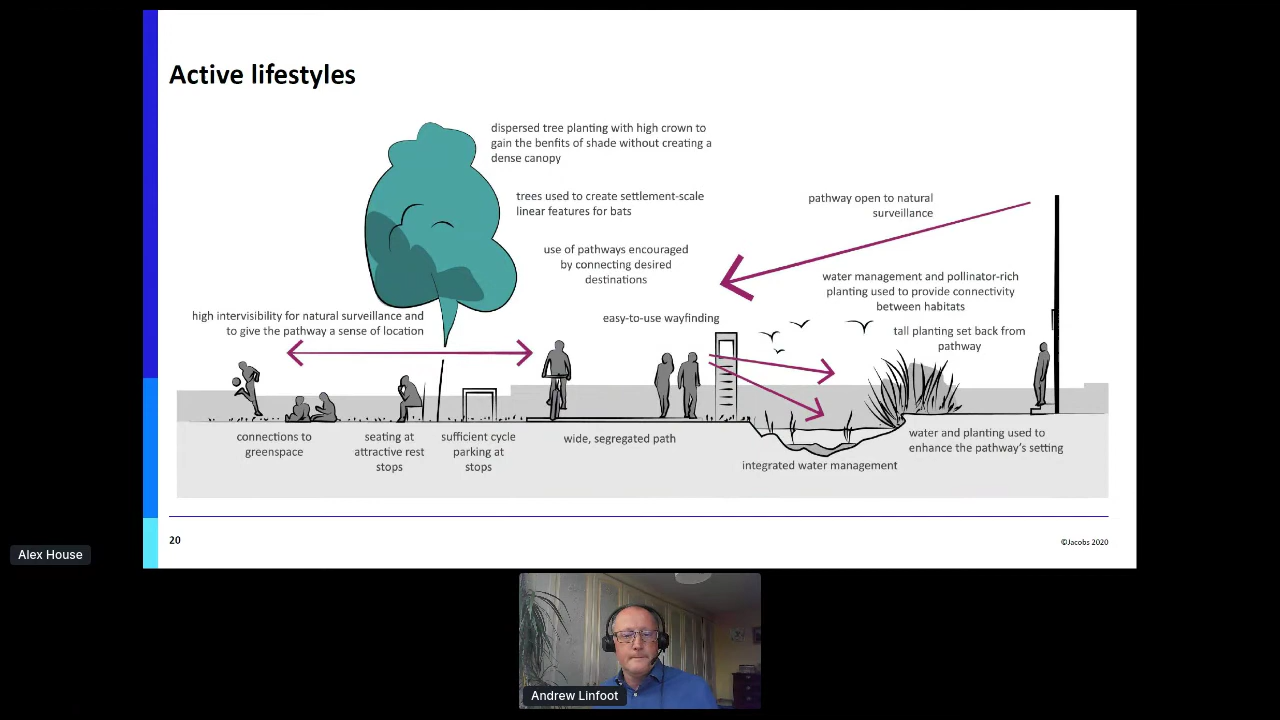 Active lifestyles
dispersed tree planting with high crown to
gain the benfits of shade without creating a
dense canopy
trees used to create settlement-scale
linear features for bats
pathway open to natural
surveillance
use of pathways encouraged
by connecting desired
destinations
water management and pollinator-rich
planting used to provide connectivity
between habitats
high intervisibility for natural surveillance and
to give the pathway a sense of location
easy-to-use wayfinding
tall planting set back from
pathway
connections to
greenspace
seating at
attractive rest
stops
sufficient cycle
parking at
stops
wide, segregated path
integrated water management
water and planting used to
enhance the pathway's setting
20
©Jacobs 2020
Alex House
Andrew Linfoot